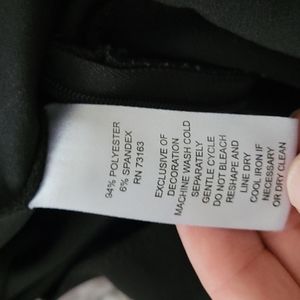 94% POLYESTER
6% SPANDEX
RN 73163
EXCLUSIVE OF
DECORATION
MACHINE WASH COLD
SEPARATELY
GENTLE CYCLE
DO NOT BLEACH
RESHAPE AND
LINE DRY
COOL IRON IF
NECESSARY
OR DRY CLEAN